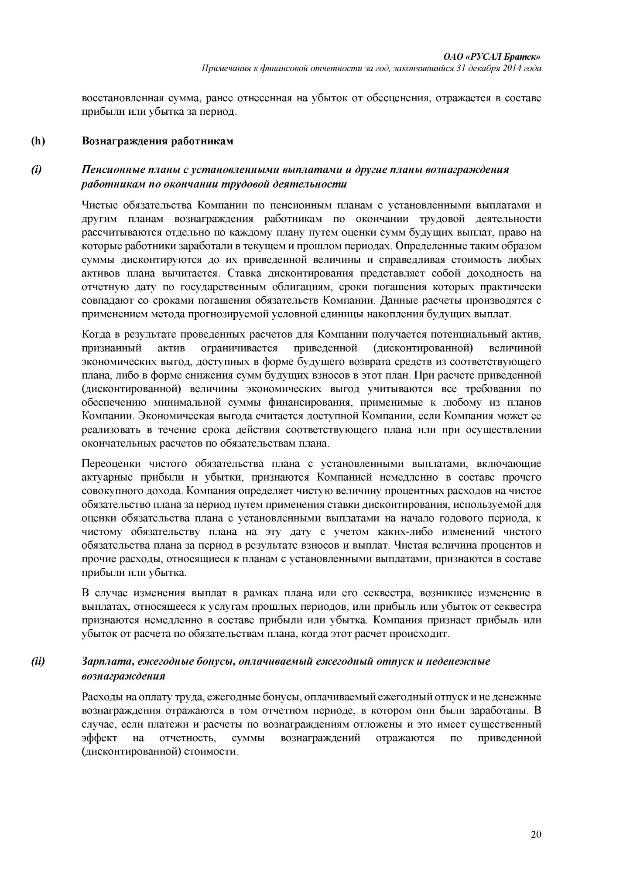 ОАО «РУСАЛ Братск»
Примечания к финансовой отчетности за год, закончившийся 31 декабря 2014 года
восстановленная сумма, ранее отнесенная на убыток от обесценения, отражается в составе
прибыли или убытка за период.
(h) Вознаграждения работникам
(i) Пенсионные планы с установленными выплатами и другие планы вознаграждения
работникам по окончании трудовой деятельности
Чистые обязательства Компании по пенсионным планам с установленными выплатами и
другим планам вознаграждения работникам по окончании трудовой деятельности
рассчитываются отдельно по каждому плану путем оценки сумм будущих выплат, право на
которые работники заработали в текущем и прошлом периодах. Определенные таким образом
суммы дисконтируются до их приведенной величины и справедливая стоимость любых
активов плана вычитается. Ставка дисконтирования представляет собой доходность на
отчетную дату по государственным облигациям, сроки погашения которых практически
совпадают со сроками погашения обязательств Компании. Данные расчеты производятся с
применением метода прогнозируемой условной единицы накопления будущих выплат.
Когда в результате проведенных расчетов для Компании получается потенциальный актив,
признанный актив ограничивается приведенной (дисконтированной) величиной
экономических выгод, доступных в форме будущего возврата средств из соответствующего
плана, либо в форме снижения сумм будущих взносов в этот план. При расчете приведенной
(дисконтированной) величины экономических выгод учитываются все требования по
обеспечению минимальной суммы финансирования, применимые к любому из планов
Компании. Экономическая выгода считается доступной Компании, если Компания может ее
реализовать в течение срока действия соответствующего плана или при осуществлении
окончательных расчетов по обязательствам плана.
Переоценки чистого обязательства плана с установленными выплатами, включающие
актуарные прибыли и убытки, признаются Компанией немедленно в составе прочего
совокупного дохода. Компания определяет чистую величину процентных расходов на чистое
обязательство плана за период путем применения ставки дисконтирования, используемой для
оценки обязательства плана с установленными выплатами на начало годового периода, к
чистому обязательству плана на эту дату с учетом каких-либо изменений чистого
обязательства плана за период в результате взносов и выплат. Чистая величина процентов и
прочие расходы, относящиеся к планам с установленными выплатами, признаются в составе
прибыли или убытка.
В случае изменения выплат в рамках плана или его секвестра, возникшее изменение в
выплатах, относящееся к услугам прошлых периодов, или прибыль или убыток от секвестра
признаются немедленно в составе прибыли или убытка. Компания признает прибыль или
убыток от расчета по обязательствам плана, когда этот расчет происходит.
(ii) Зарплата, ежегодные бонусы, оплачиваемый ежегодный отпуск и неденежные
вознаграждения
Расходы на оплату труда, ежегодные бонусы, оплачиваемый ежегодный отпуск и не денежные
вознаграждения отражаются в том отчетном периоде, в котором они были заработаны. В
случае, если платежи и расчеты по вознаграждениям отложены и это имеет существенный
эффект на отчетность, суммы вознаграждений отражаются по приведенной
(дисконтированной) стоимости.
20